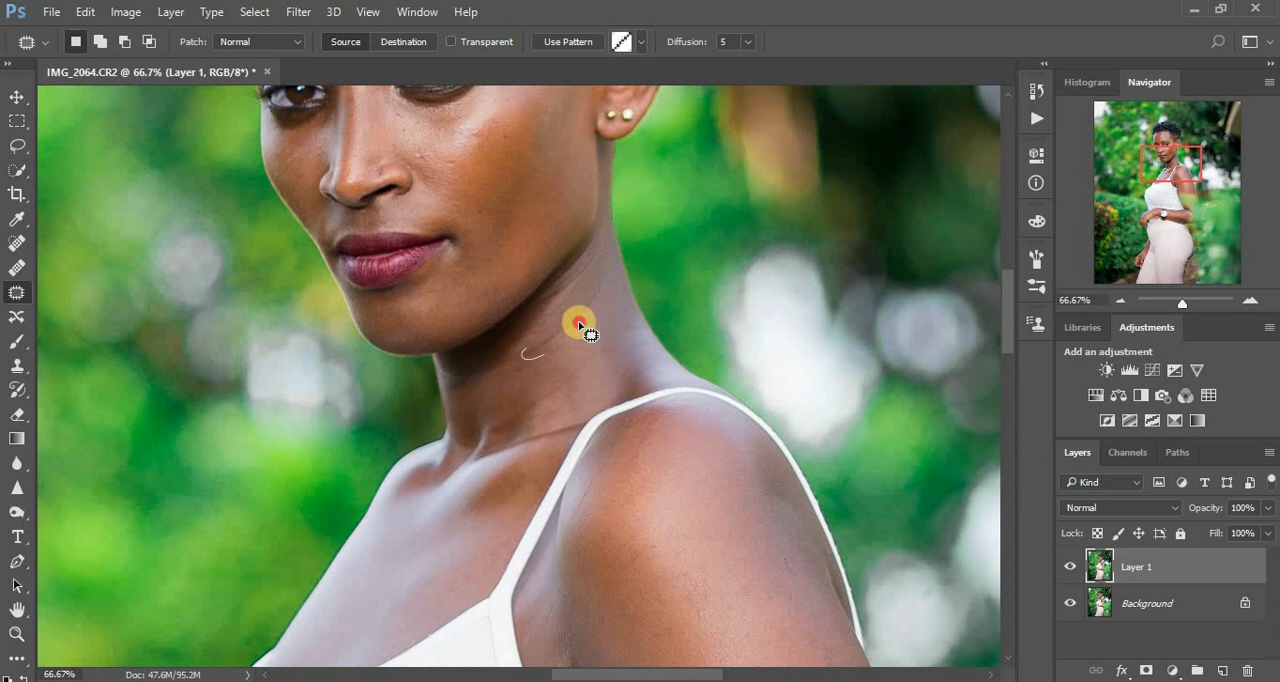 Ps File Edit Image Layer Type Select Filter 3D View Window Help
Patch: Normal Source Destination Transparent Use Pattern Diffusion: 5
IMG_2064.CR2 @ 66.7% (Layer 1, RGB/8*) * ×
Histogram Navigator
66.67%
Libraries Adjustments
Add an adjustment
Layers Channels Paths
Kind
Normal Opacity: 100%
Lock: Fill: 100%
Layer 1
Background
fx
66.67% Doc: 47.6M/95.2M